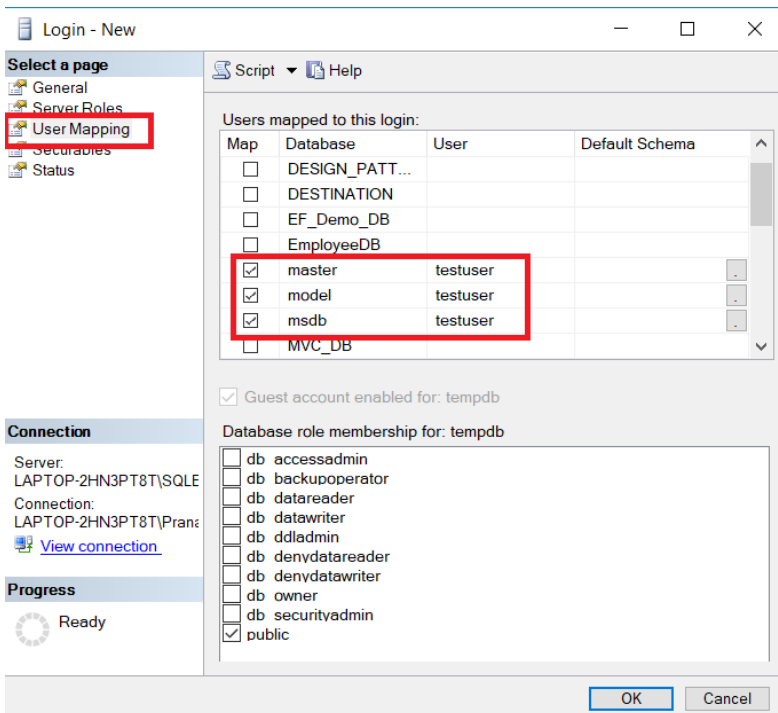 Login - New
Select a page
General
Server Roles
User Mapping
Securables
Status
Script Help
Users mapped to this login:
Map Database User Default Schema
DESIGN_PATT...
DESTINATION
EF_Demo_DB
EmployeeDB
master testuser .
model testuser .
msdb testuser .
MVC_DB
Guest account enabled for: tempdb
Database role membership for: tempdb
db_accessadmin
db_backupoperator
db_datareader
db_datawriter
db_ddladmin
db_denydatareader
db_denydatawriter
db_owner
db_securityadmin
public
Connection
Server:
LAPTOP-2HN3PT8T\SQLE
Connection:
LAPTOP-2HN3PT8T\Prana
View connection
Progress
Ready
OK Cancel